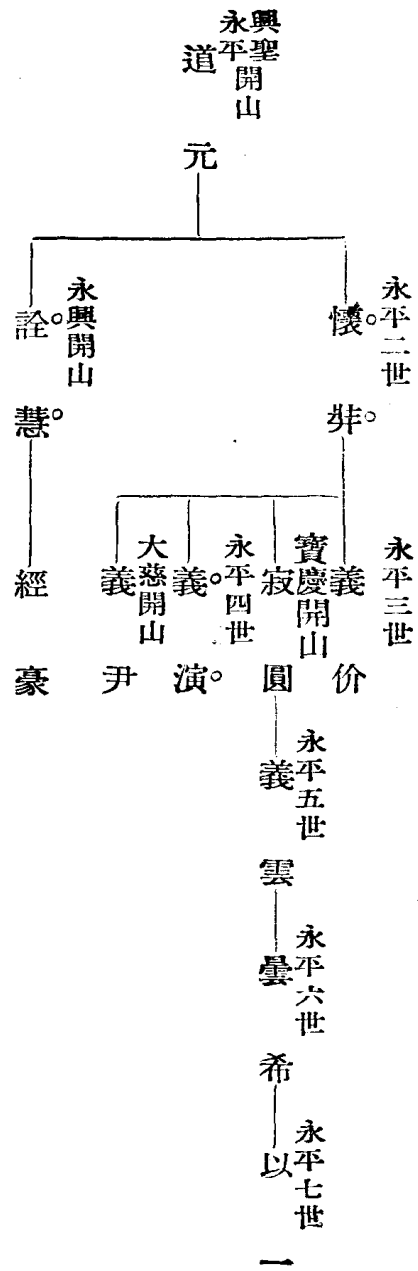 興聖
永平
開山
道元
永平二世
懷弉
永興開山
詮慧
永平三世
義价
寶慶開山
寂圓
永平四世
義演
大慈開山
義尹
經豪
永平五世
義雲
永平六世
曇希
永平七世
以一